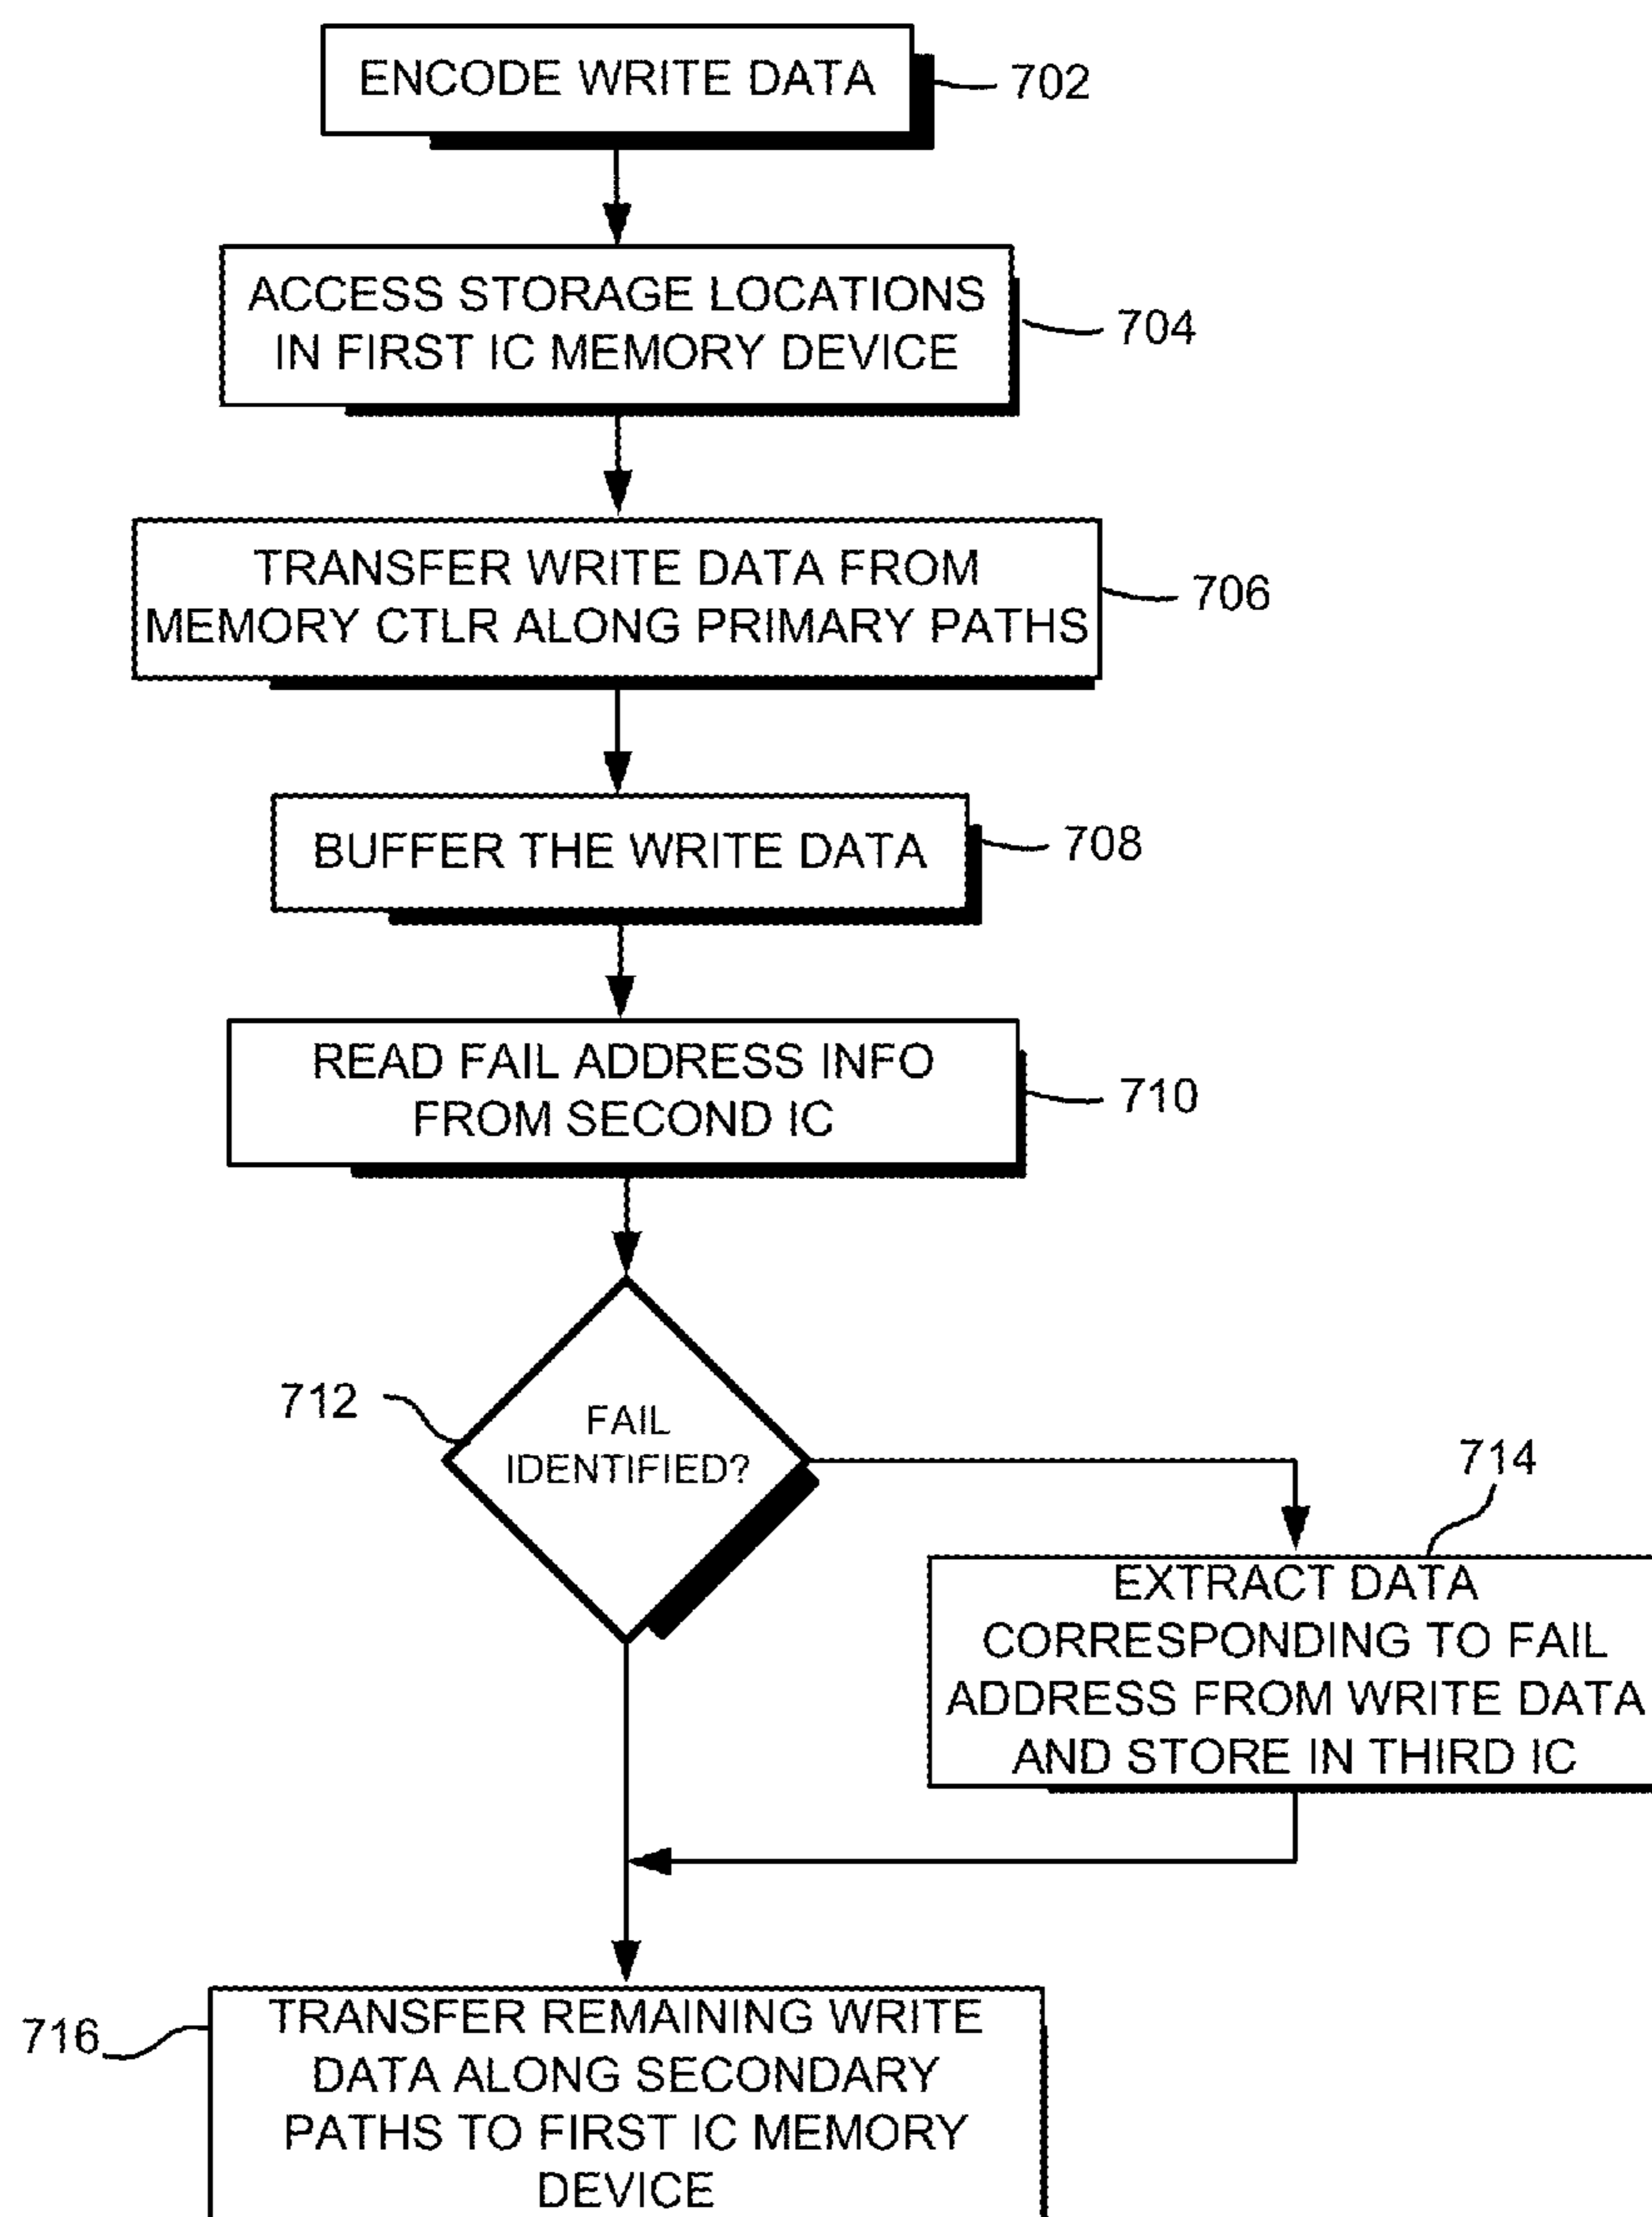 ENCODE WRITE DATA
702
ACCESS STORAGE LOCATIONS
IN FIRST IC MEMORY DEVICE
704
TRANSFER WRITE DATA FROM
MEMORY CTLR ALONG PRIMARY PATHS
706
BUFFER THE WRITE DATA
708
READ FAIL ADDRESS INFO
FROM SECOND IC
710
712
FAIL
IDENTIFIED?
714
EXTRACT DATA
CORRESPONDING TO FAIL
ADDRESS FROM WRITE DATA
AND STORE IN THIRD IC
716
TRANSFER REMAINING WRITE
DATA ALONG SECONDARY
PATHS TO FIRST IC MEMORY
DEVICE